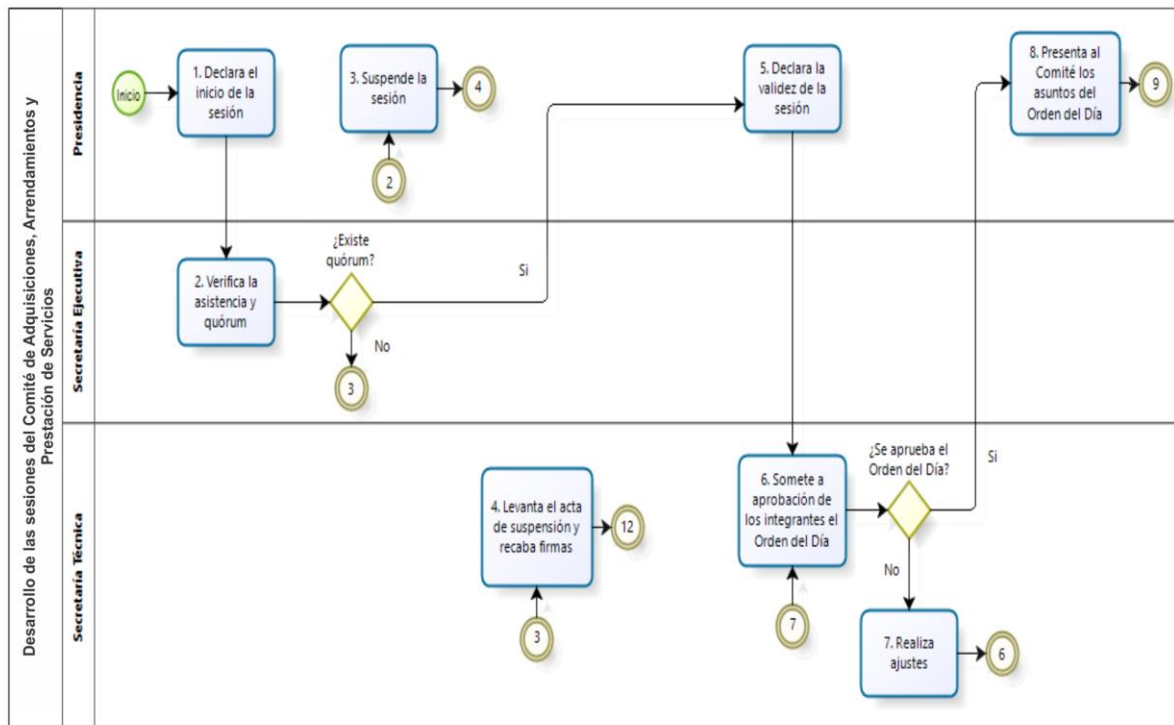 Desarrollo de las sesiones del Comité de Adquisiciones, Arrendamientos y
Prestación de Servicios
Presidencia
Inicio
1. Declara el
inicio de la
sesión
3. Suspende la
sesión
4
2
5. Declara la
validez de la
sesión
8. Presenta al
Comité los
asuntos del
Orden del Día
9
Secretaría Ejecutiva
2. Verifica la
asistencia y
quórum
¿Existe
quórum?
Si
No
3
Secretaría Técnica
4. Levanta el acta
de suspensión y
recaba firmas
12
3
6. Somete a
aprobación de
los integrantes el
Orden del Día
7
¿Se aprueba el
Orden del Día?
Si
No
7. Realiza
ajustes
6